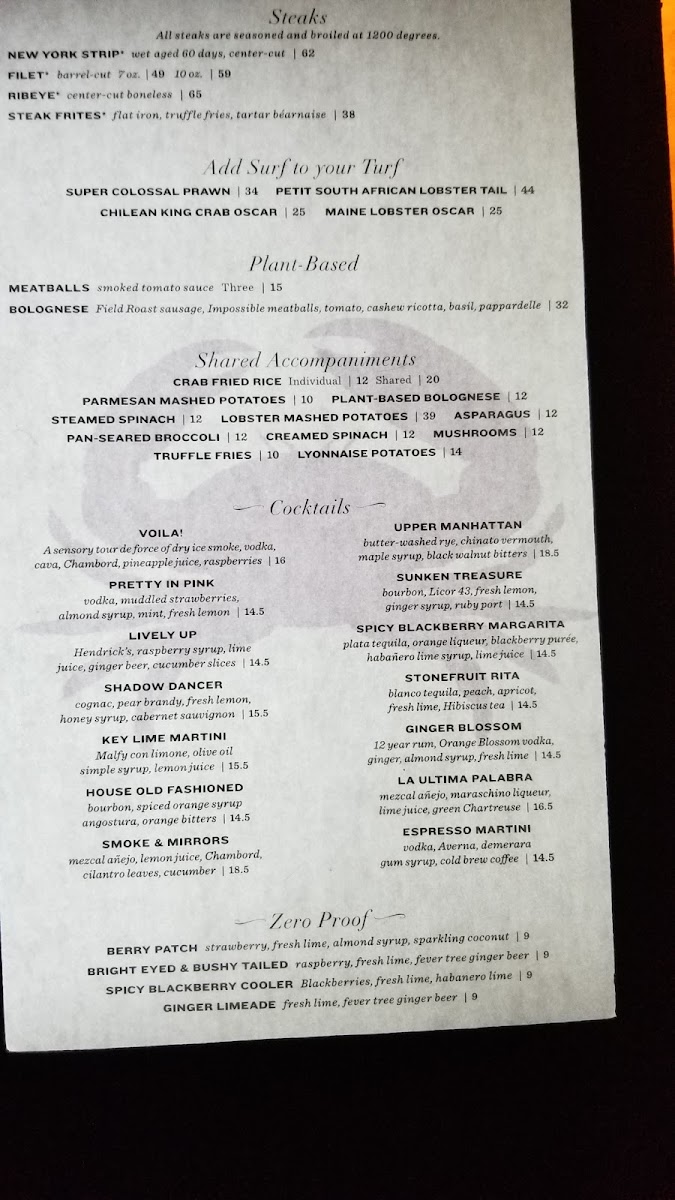 Steaks
All steaks are seasoned and broiled at 1200 degrees.
NEW YORK STRIP* wet aged 60 days, center-cut | 62
FILET* barrel-cut 7 oz. | 49 10 oz. | 59
RIBEYE* center-cut boneless | 65
STEAK FRITES* flat iron, truffle fries, tartar béarnaise | 38
Add Surf to your Turf
SUPER COLOSSAL PRAWN | 34 PETIT SOUTH AFRICAN LOBSTER TAIL | 44
CHILEAN KING CRAB OSCAR | 25 MAINE LOBSTER OSCAR | 25
Plant-Based
MEATBALLS smoked tomato sauce Three | 15
BOLOGNESE Field Roast sausage, Impossible meatballs, tomato, cashew ricotta, basil, pappardelle | 32
Shared Accompaniments
CRAB FRIED RICE Individual | 12 Shared | 20
PARMESAN MASHED POTATOES | 10 PLANT-BASED BOLOGNESE | 12
STEAMED SPINACH | 12 LOBSTER MASHED POTATOES | 39 ASPARAGUS | 12
PAN-SEARED BROCCOLI | 12 CREAMED SPINACH | 12 MUSHROOMS | 12
TRUFFLE FRIES | 10 LYONNAISE POTATOES | 14
Cocktails
VOILA!
A sensory tour de force of dry ice smoke, vodka,
cava, Chambord, pineapple juice, raspberries | 16
PRETTY IN PINK
vodka, muddled strawberries,
almond syrup, mint, fresh lemon | 14.5
LIVELY UP
Hendrick's, raspberry syrup, lime
juice, ginger beer, cucumber slices | 14.5
SHADOW DANCER
cognac, pear brandy, fresh lemon,
honey syrup, cabernet sauvignon | 15.5
KEY LIME MARTINI
Malfy con limone, olive oil
simple syrup, lemon juice | 15.5
HOUSE OLD FASHIONED
bourbon, spiced orange syrup
angostura, orange bitters | 14.5
SMOKE & MIRRORS
mezcal añejo, lemon juice, Chambord,
cilantro leaves, cucumber | 18.5
UPPER MANHATTAN
butter-washed rye, chinato vermouth,
maple syrup, black walnut bitters | 18.5
SUNKEN TREASURE
bourbon, Licor 43, fresh lemon,
ginger syrup, ruby port | 14.5
SPICY BLACKBERRY MARGARITA
plata tequila, orange liqueur, blackberry purée,
habañero lime syrup, lime juice | 14.5
STONEFRUIT RITA
blanco tequila, peach, apricot,
fresh lime, Hibiscus tea | 14.5
GINGER BLOSSOM
12 year rum, Orange Blossom vodka,
ginger, almond syrup, fresh lime | 14.5
LA ULTIMA PALABRA
mezcal añejo, maraschino liqueur,
lime juice, green Chartreuse | 16.5
ESPRESSO MARTINI
vodka, Averna, demerara
gum syrup, cold brew coffee | 14.5
Zero Proof
BERRY PATCH strawberry, fresh lime, almond syrup, sparkling coconut | 9
BRIGHT EYED & BUSHY TAILED raspberry, fresh lime, fever tree ginger beer | 9
SPICY BLACKBERRY COOLER Blackberries, fresh lime, habanero lime | 9
GINGER LIMEADE fresh lime, fever tree ginger beer | 9